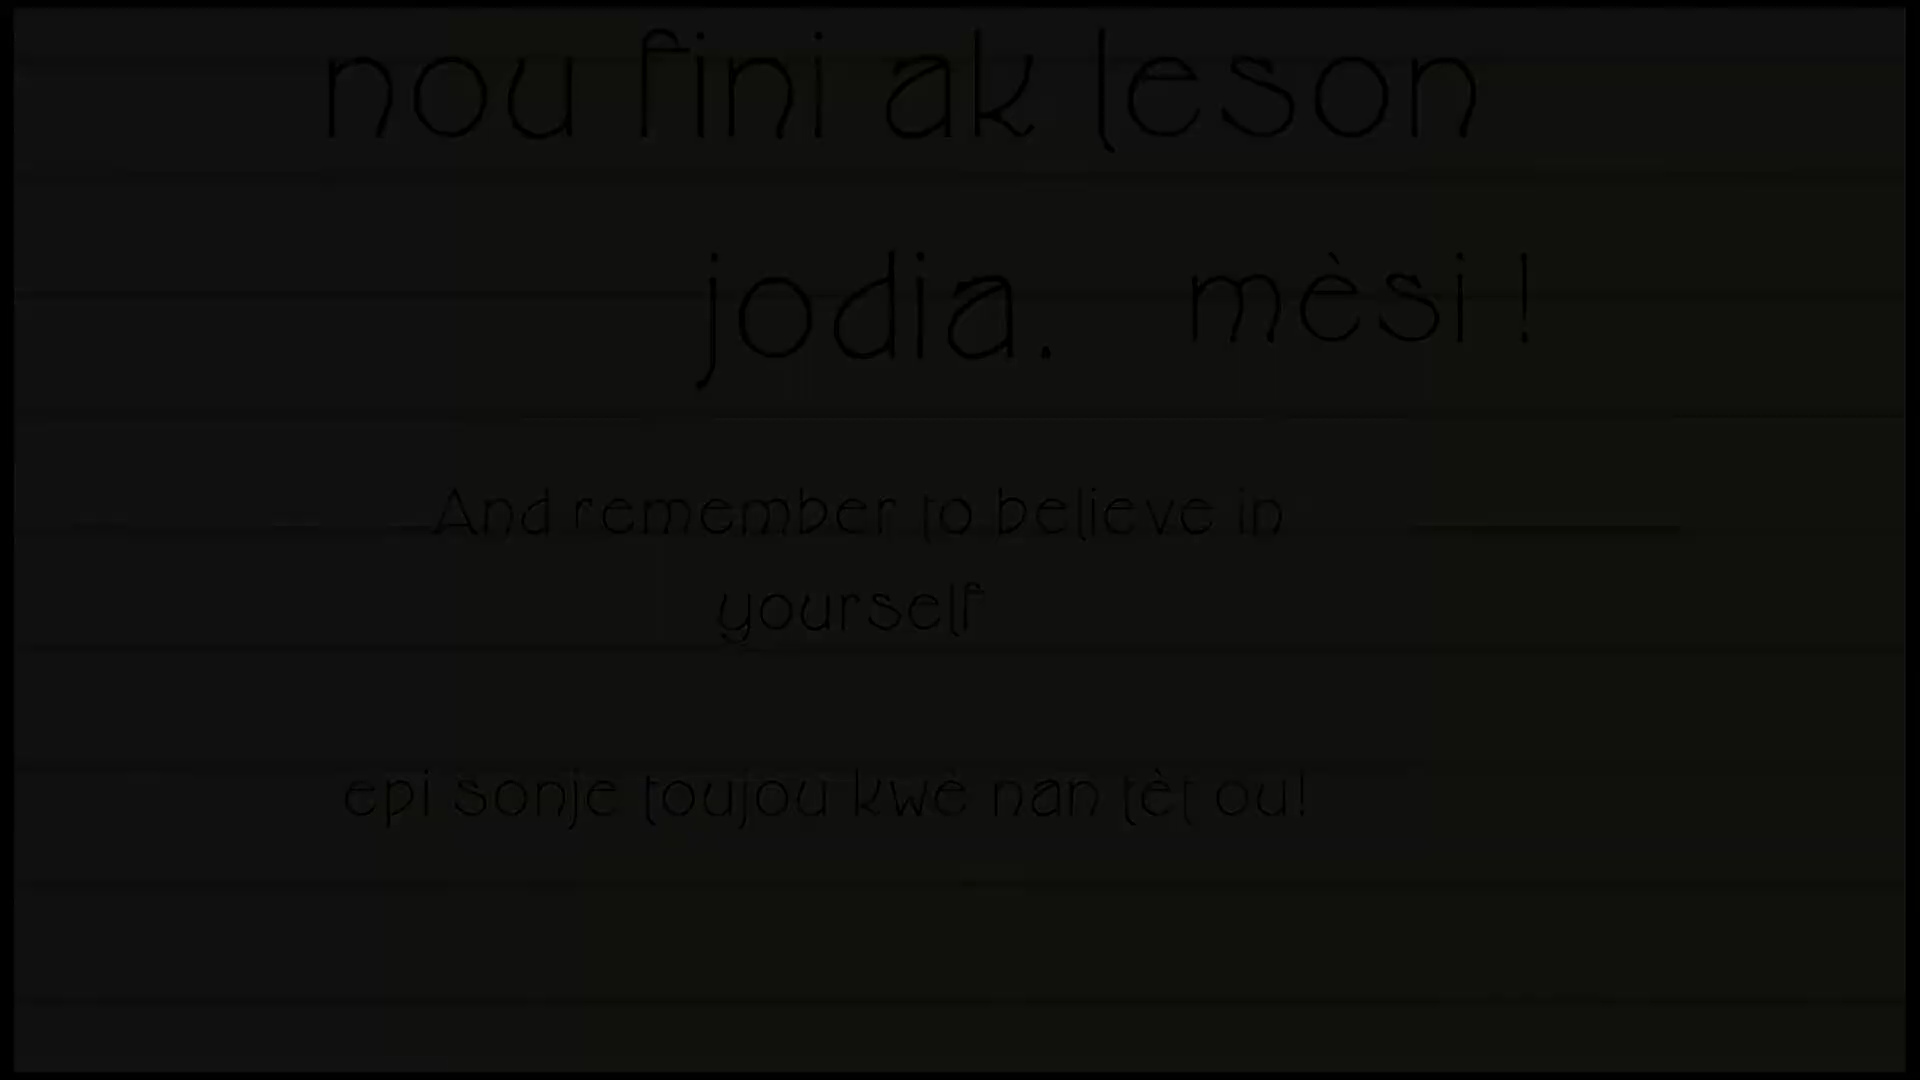 nou fini ak leson
jodia. mèsi !
And remember to believe in
yourself
epi sonje toujou kwè nan tèt ou!